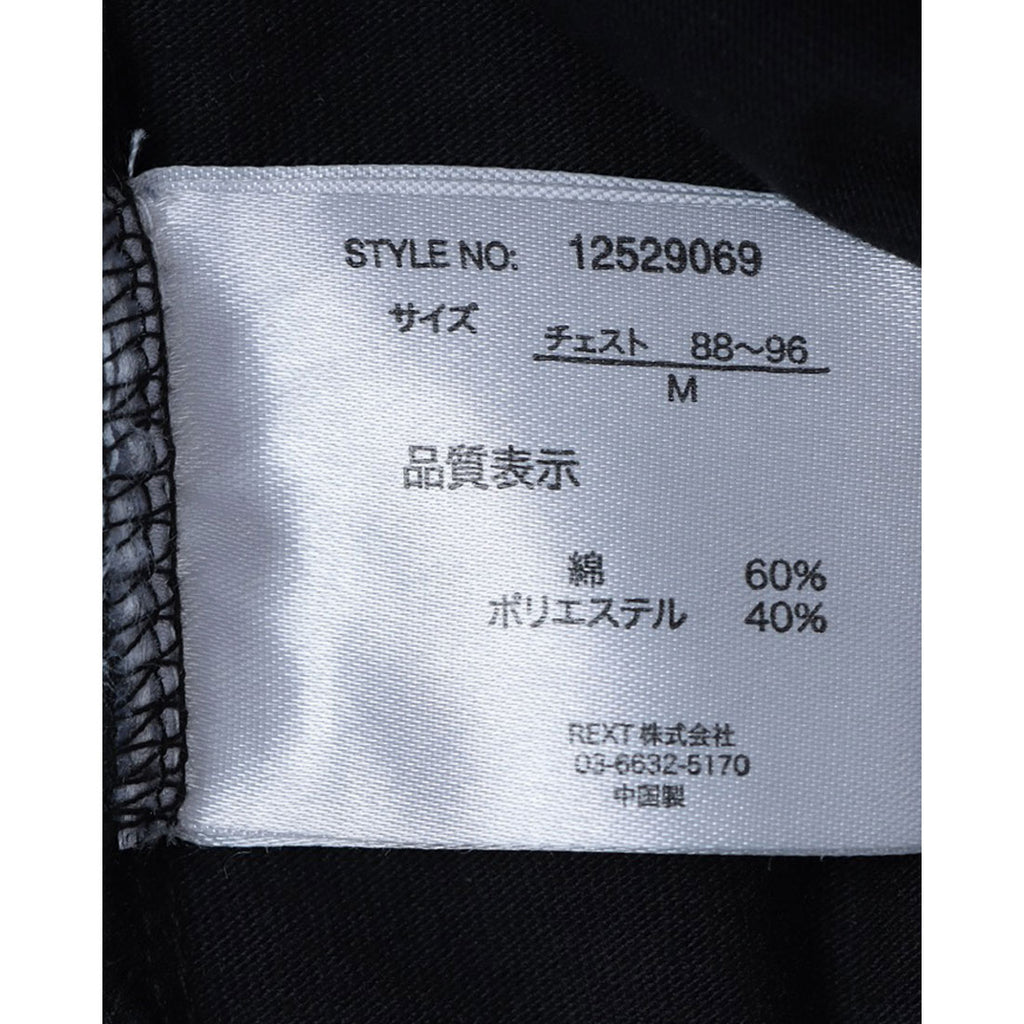 STYLE NO: 12529069
サイズ
チェスト 88〜96
M
品質表示
綿 60%
ポリエステル 40%
REXT 株式会社
03-6632-5170
中国製